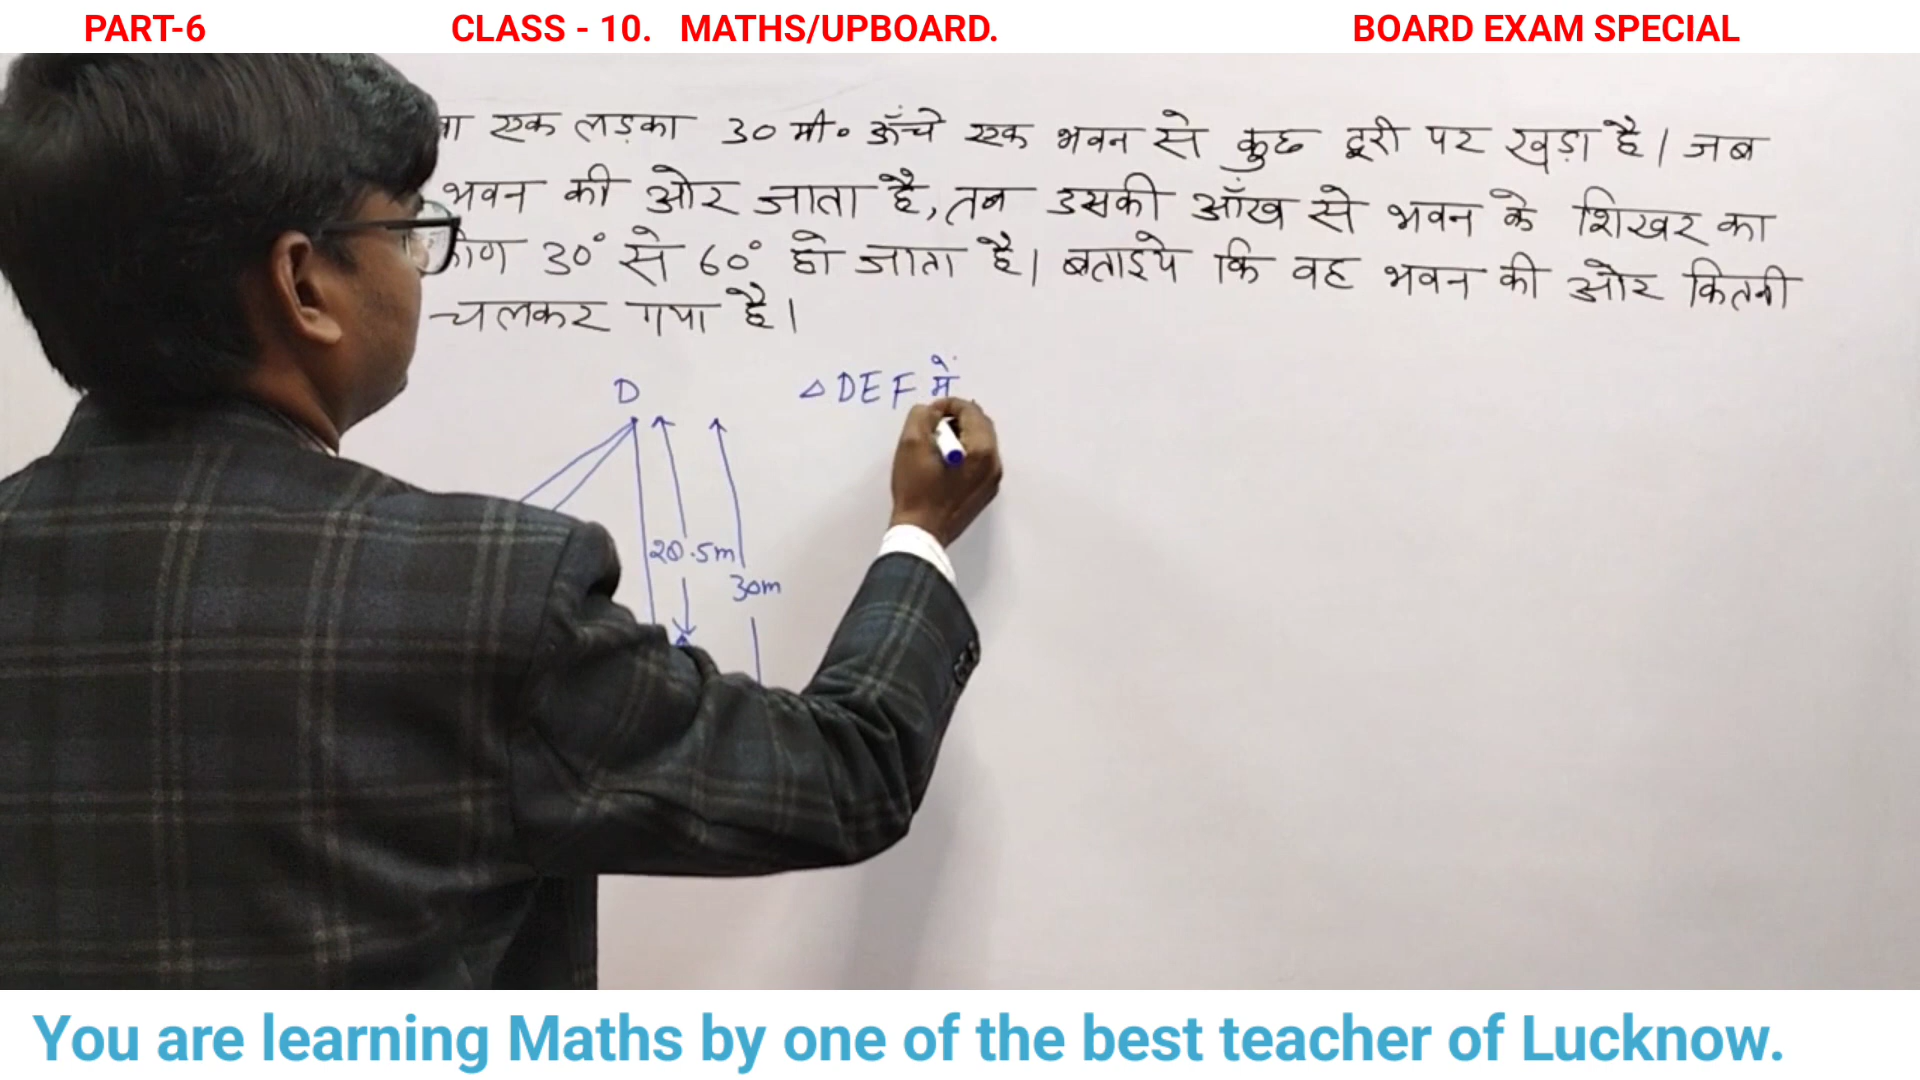 PART-6 CLASS - 10. MATHS/UPBOARD. BOARD EXAM SPECIAL
एक लड़का 30 मी० ऊँचे एक भवन से कुछ दूरी पर खड़ा है। जब
भवन की ओर जाता है, तब उसकी आँख से भवन के शिखर का
30° से 60° हो जाता है। बताइये कि वह भवन की ओर कितनी
चलकर गया है।
D
△DEF में
28.5m
30m
You are learning Maths by one of the best teacher of Lucknow.